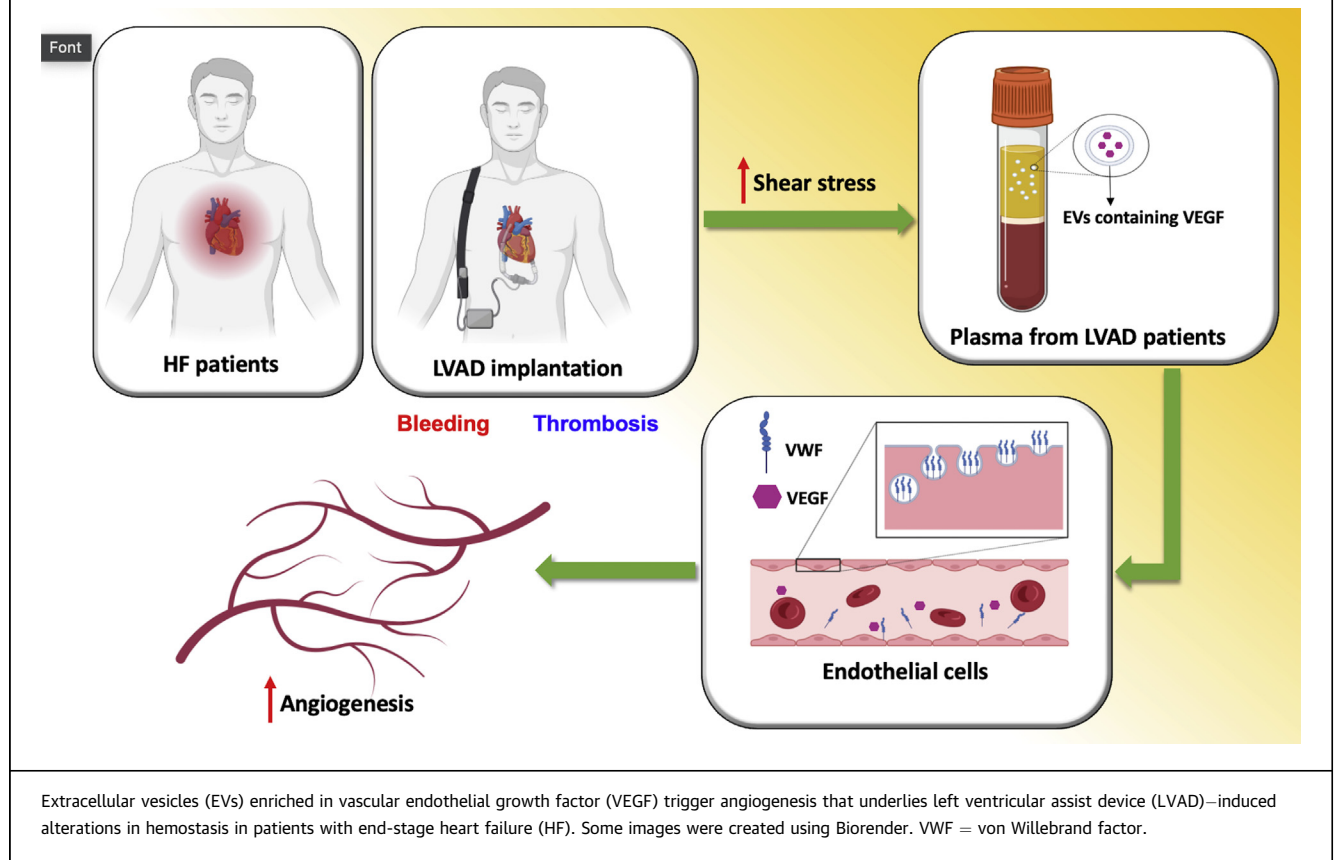 Font
HF patients
LVAD implantation
Shear stress
EVs containing VEGF
Plasma from LVAD patients
Bleeding
Thrombosis
VWF
VEGF
Endothelial cells
Angiogenesis
Extracellular vesicles (EVs) enriched in vascular endothelial growth factor (VEGF) trigger angiogenesis that underlies left ventricular assist device (LVAD)–induced
alterations in hemostasis in patients with end-stage heart failure (HF). Some images were created using Biorender. VWF = von Willebrand factor.